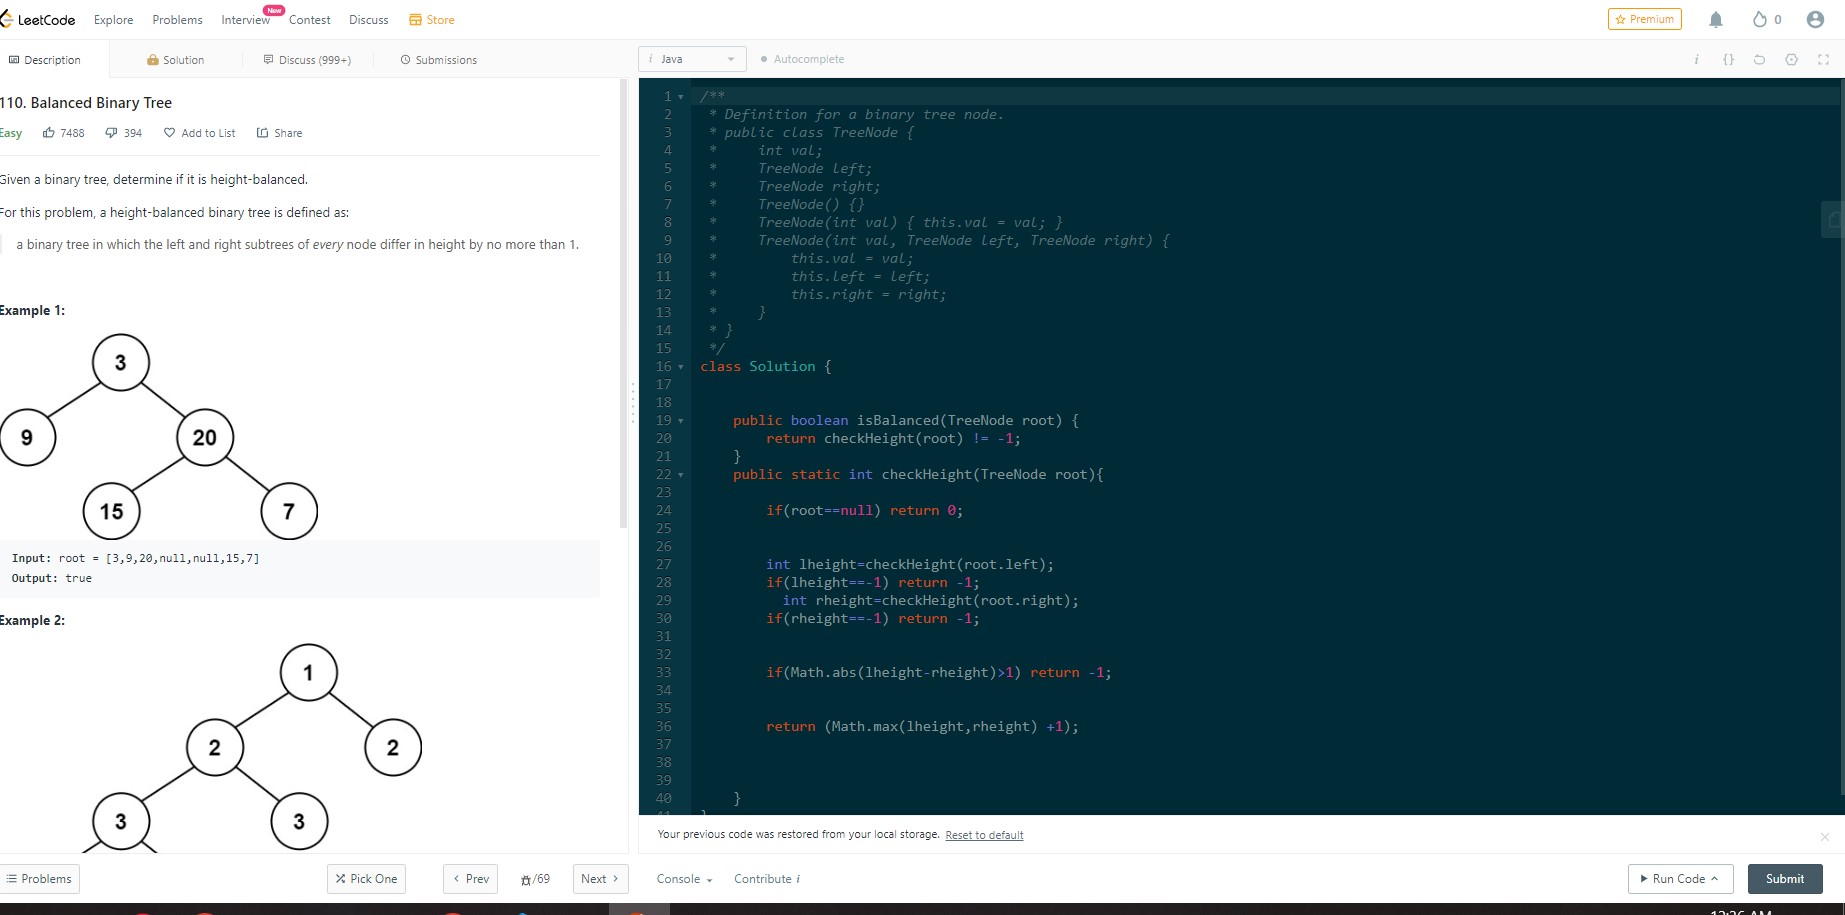 LeetCode Explore Problems Interview New Contest Discuss Store Premium 0
Description Solution Discuss (999+) Submissions
i Java Autocomplete i {}
110. Balanced Binary Tree
Easy 7488 394 Add to List Share
Given a binary tree, determine if it is height-balanced.
For this problem, a height-balanced binary tree is defined as:
a binary tree in which the left and right subtrees of every node differ in height by no more than 1.
Example 1:
3
9 20
15 7
Input: root = [3,9,20,null,null,15,7]
Output: true
Example 2:
1
2 2
3 3
1 /**
2  * Definition for a binary tree node.
3  * public class TreeNode {
4  *     int val;
5  *     TreeNode left;
6  *     TreeNode right;
7  *     TreeNode() {}
8  *     TreeNode(int val) { this.val = val; }
9  *     TreeNode(int val, TreeNode left, TreeNode right) {
10  *         this.val = val;
11  *         this.left = left;
12  *         this.right = right;
13  *     }
14  * }
15  */
16 class Solution {
17
18
19     public boolean isBalanced(TreeNode root) {
20         return checkHeight(root) != -1;
21     }
22     public static int checkHeight(TreeNode root){
23
24         if(root==null) return 0;
25
26
27         int lheight=checkHeight(root.left);
28         if(lheight==-1) return -1;
29           int rheight=checkHeight(root.right);
30         if(rheight==-1) return -1;
31
32
33         if(Math.abs(lheight-rheight)>1) return -1;
34
35
36         return (Math.max(lheight,rheight) +1);
37
38
39
40     }
Your previous code was restored from your local storage. Reset to default
Problems Pick One < Prev /69 Next > Console Contribute i Run Code Submit